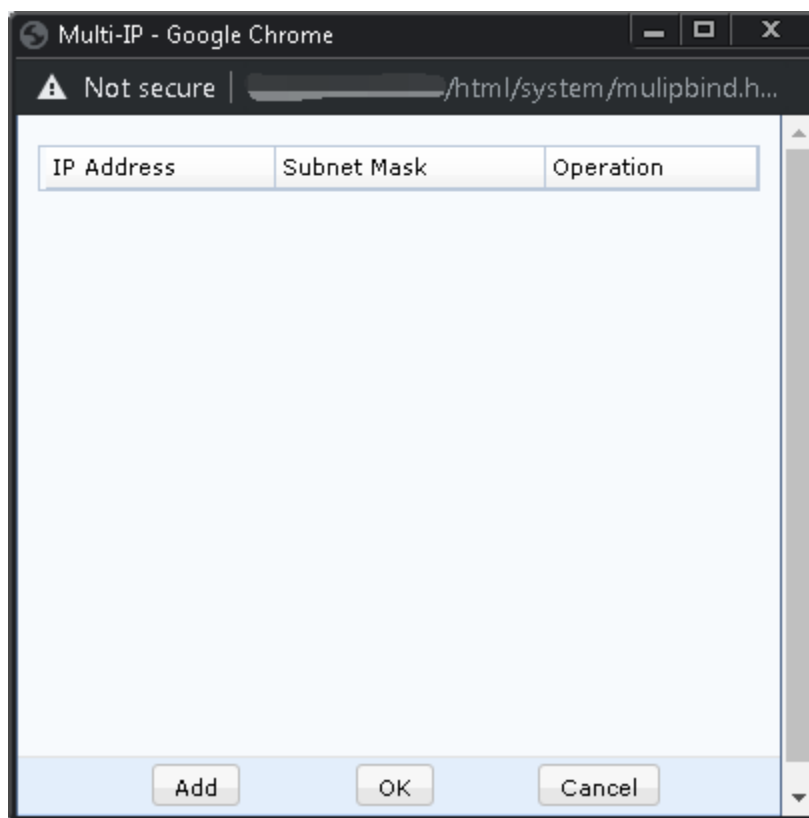 Multi-IP - Google Chrome
Not secure | /html/system/mulipbind.h...
IP Address Subnet Mask Operation
Add OK Cancel